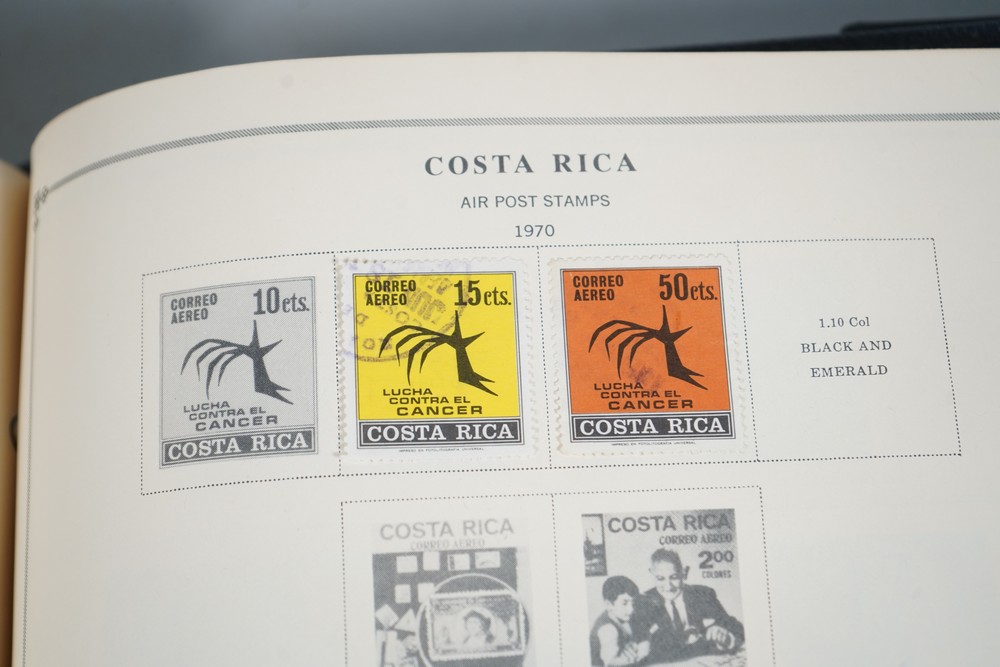 COSTA RICA
AIR POST STAMPS
1970
CORREO
AEREO
10cts.
LUCHA
CONTRA EL
CANCER
COSTA RICA
CORREO
AEREO
15cts.
LUCHA
CONTRA EL
CANCER
COSTA RICA
CORREO
AEREO
50cts.
LUCHA
CONTRA EL
CANCER
COSTA RICA
1.10 Col
BLACK AND
EMERALD
COSTA RICA
CORREO AEREO
COSTA RICA
CORREO AEREO
2.00
COLONES